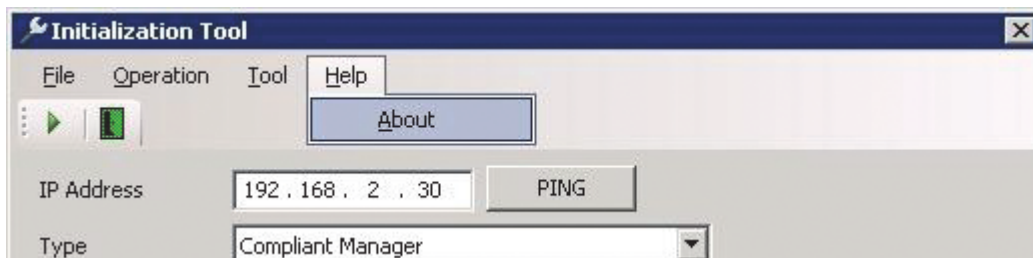 Initialization Tool
File Operation Tool Help
About
IP Address 192 . 168 . 2 . 30 PING
Type Compliant Manager